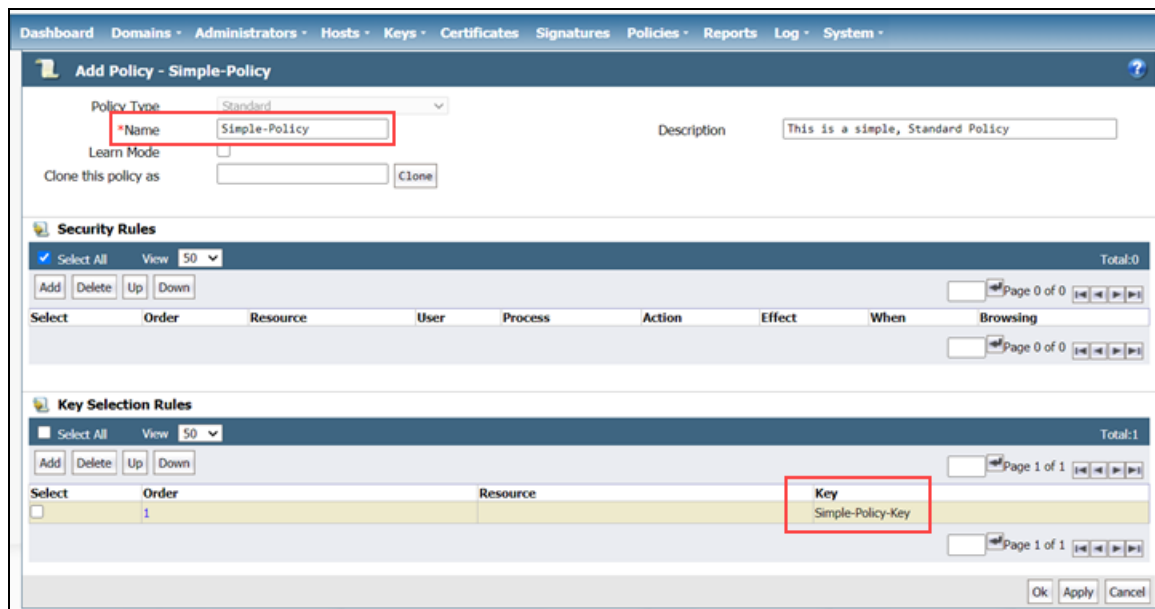 Dashboard Domains Administrators Hosts Keys Certificates Signatures Policies Reports Log System
Add Policy - Simple-Policy ?
Policy Type Standard
*Name Simple-Policy Description This is a simple, Standard Policy
Learn Mode
Clone this policy as Clone
Security Rules
Select All View 50 Total:0
Add Delete Up Down Page 0 of 0
Select Order Resource User Process Action Effect When Browsing
Page 0 of 0
Key Selection Rules
Select All View 50 Total:1
Add Delete Up Down Page 1 of 1
Select Order Resource Key
1 Simple-Policy-Key
Page 1 of 1
Ok Apply Cancel